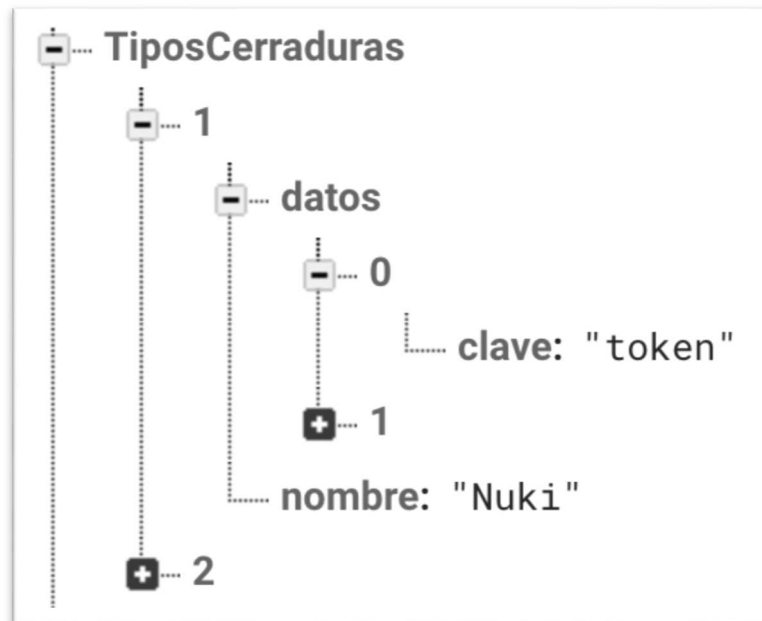 TiposCerraduras
1
datos
0
clave: "token"
1
nombre: "Nuki"
2